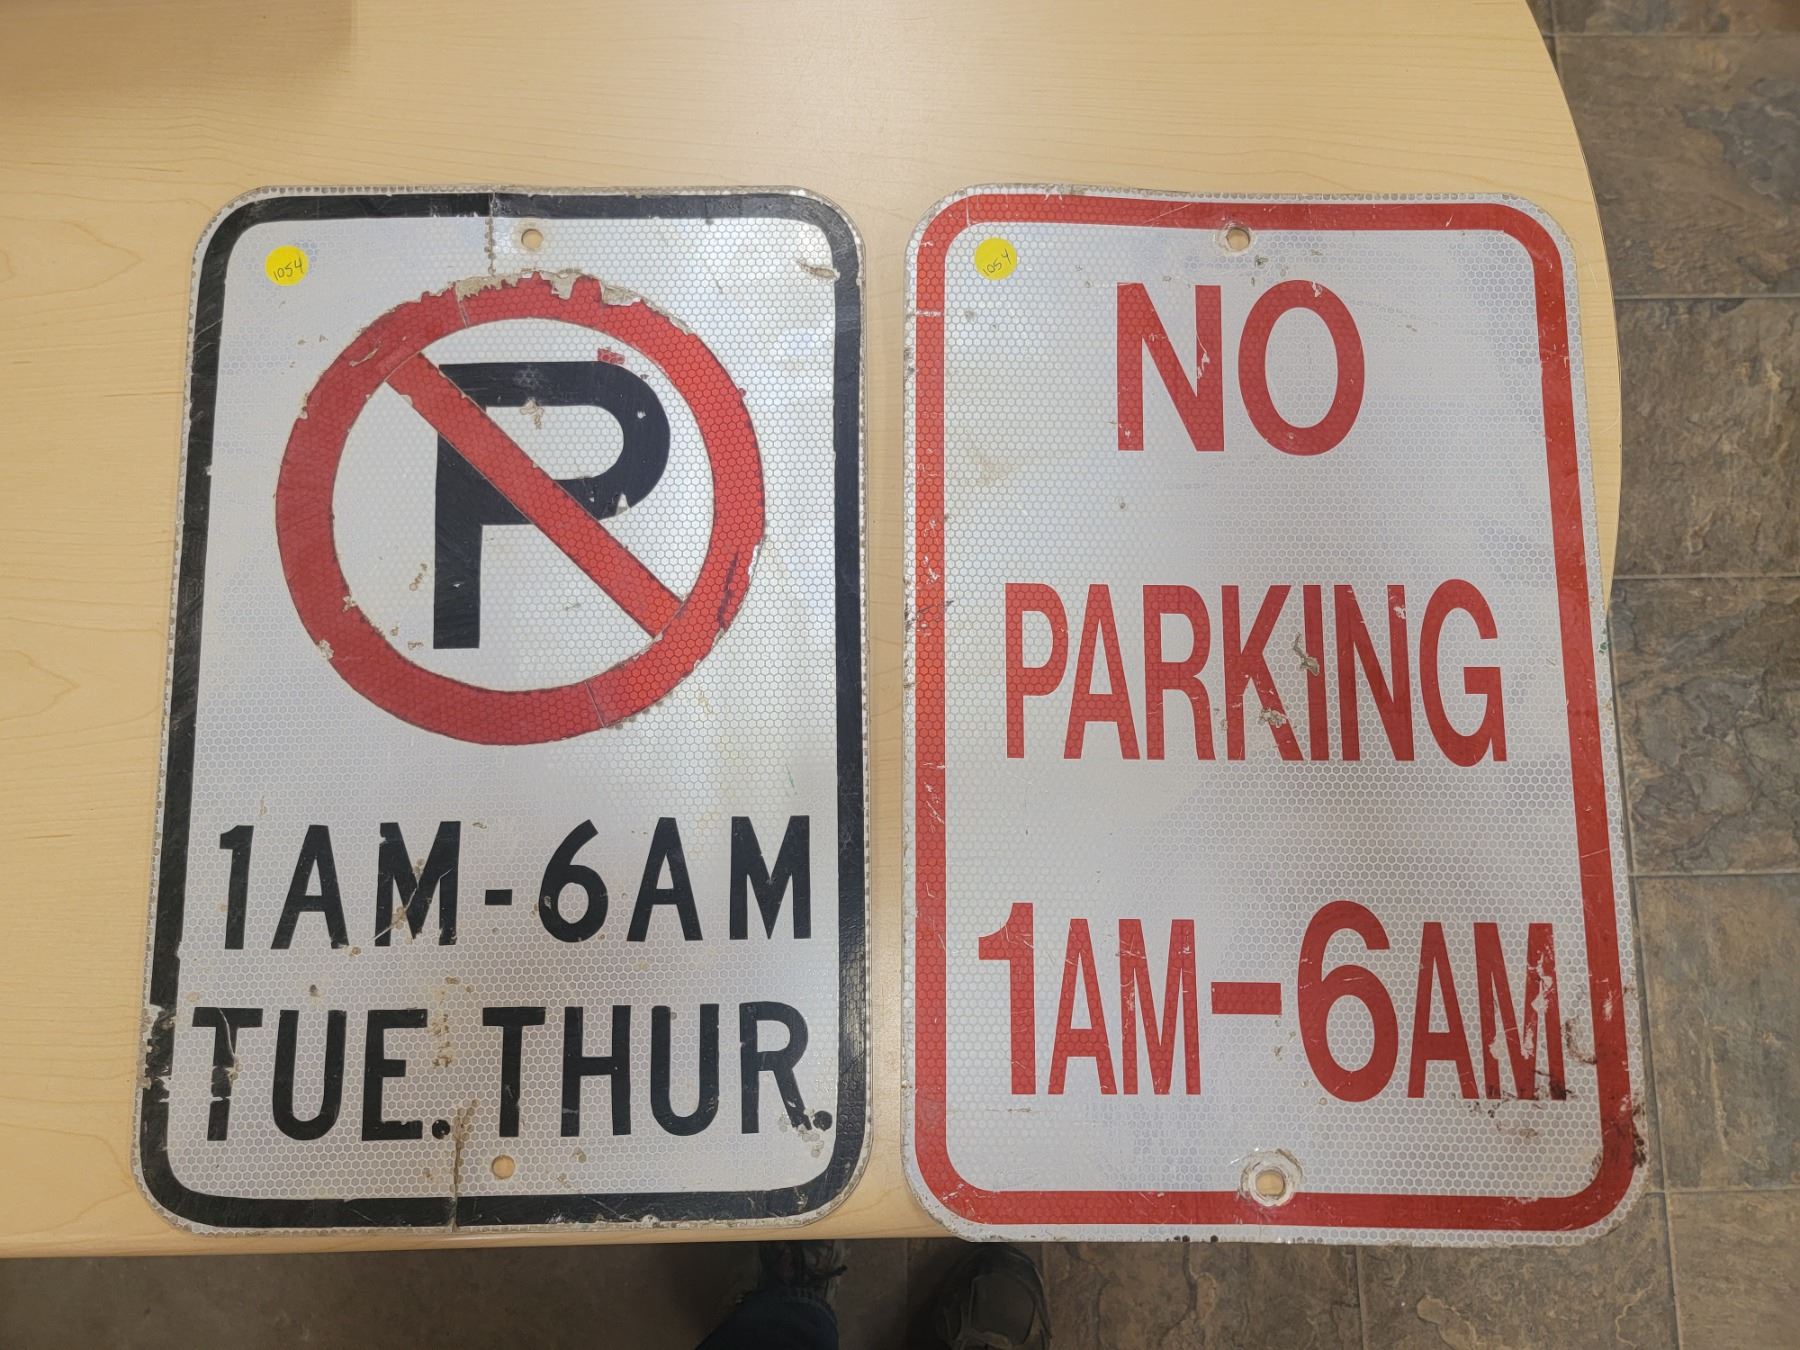 1054
P
1AM-6AM
TUE. THUR.
1054
NO
PARKING
1AM-6AM